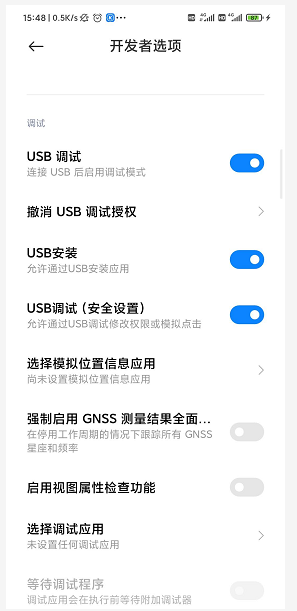 15:48 | 0.5K/s
HD 4G HD 4G 87
开发者选项
调试
USB 调试
连接 USB 后启用调试模式
撤消 USB 调试授权
USB安装
允许通过USB安装应用
USB调试（安全设置）
允许通过USB调试修改权限或模拟点击
选择模拟位置信息应用
尚未设置模拟位置信息应用
强制启用 GNSS 测量结果全面…
在停用工作周期的情况下跟踪所有 GNSS
星座和频率
启用视图属性检查功能
选择调试应用
未设置任何调试应用
等待调试程序
调试应用会在执行前等待附加调试器